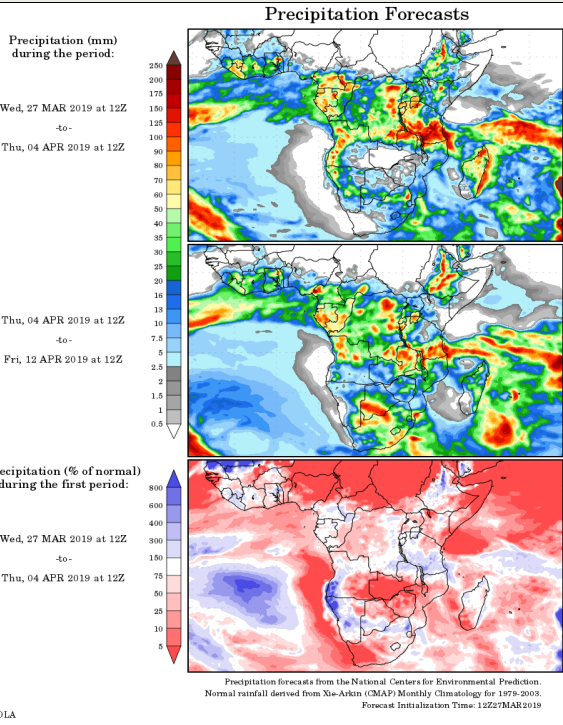 Precipitation Forecasts
Precipitation (mm)
during the period:
Wed, 27 MAR 2019 at 12Z
-to-
Thu, 04 APR 2019 at 12Z
250
200
175
150
125
100
90
80
70
60
50
40
35
30
25
20
16
13
10
7.5
5
2.5
2
1.5
1
0.5
Thu, 04 APR 2019 at 12Z
-to-
Fri, 12 APR 2019 at 12Z
ecipitation (% of normal)
during the first period:
Wed, 27 MAR 2019 at 12Z
-to-
Thu, 04 APR 2019 at 12Z
800
600
400
300
150
75
50
25
10
5
Precipitation forecasts from the National Centers for Environmental Prediction.
Normal rainfall derived from Xie-Arkin (CMAP) Monthly Climatology for 1979-2003.
Forecast Initialization Time: 12Z27MAR2019
OLA